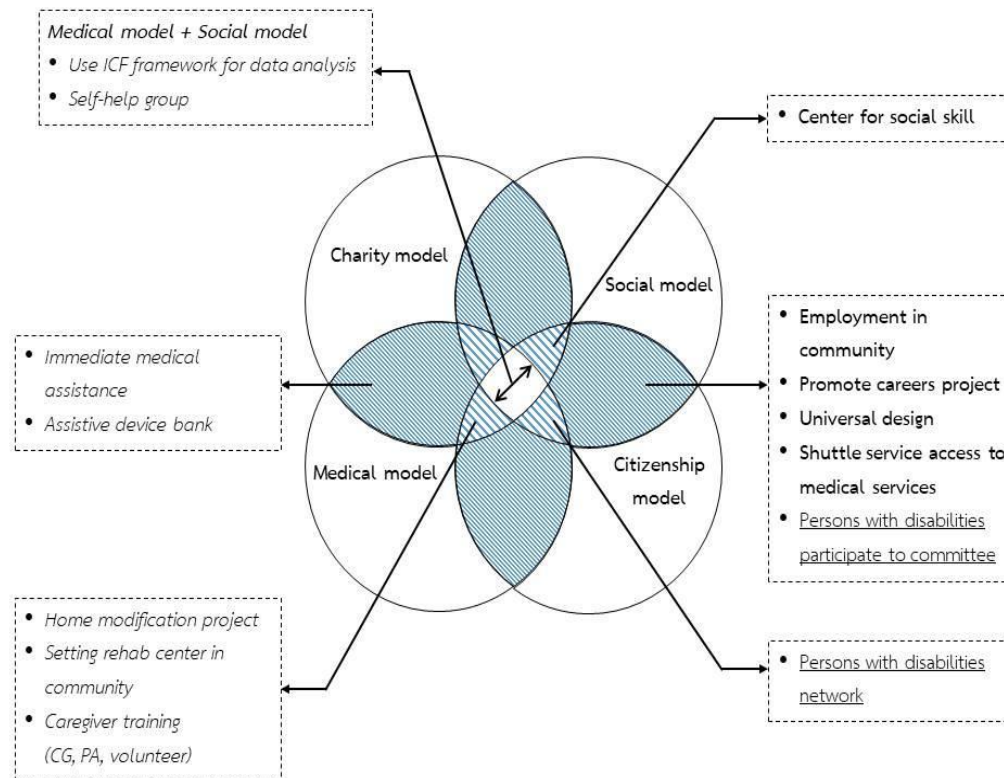 Medical model + Social model
• Use ICF framework for data analysis
• Self-help group
• Center for social skill
Charity model
Social model
• Immediate medical
assistance
• Assistive device bank
• Employment in
community
• Promote careers project
• Universal design
• Shuttle service access to
medical services
• Persons with disabilities
participate to committee
Medical model
Citizenship
model
• Home modification project
• Setting rehab center in
community
• Caregiver training
(CG, PA, volunteer)
• Persons with disabilities
network